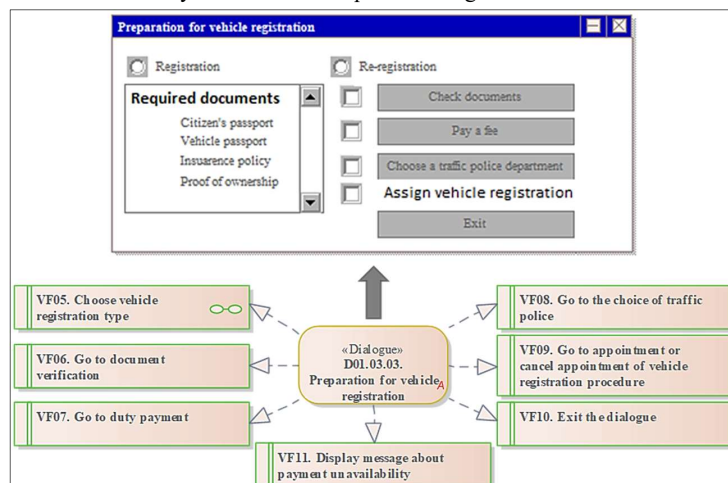 Preparation for vehicle registration
Registration
Re-registration
Required documents
Citizen's passport
Vehicle passport
Insuarence policy
Proof of ownership
Check documents
Pay a fee
Choose a traffic police department
Assign vehicle registration
Exit
VF05. Choose vehicle
registration type
VF06. Go to document
verification
VF07. Go to duty payment
«Dialogue»
D01.03.03.
Preparation for vehicle
registration
A
VF08. Go to the choice of traffic
police
VF09. Go to appointment or
cancel appointment of vehicle
registration procedure
VF10. Exit the dialogue
VF11. Display message about
payment unavailability